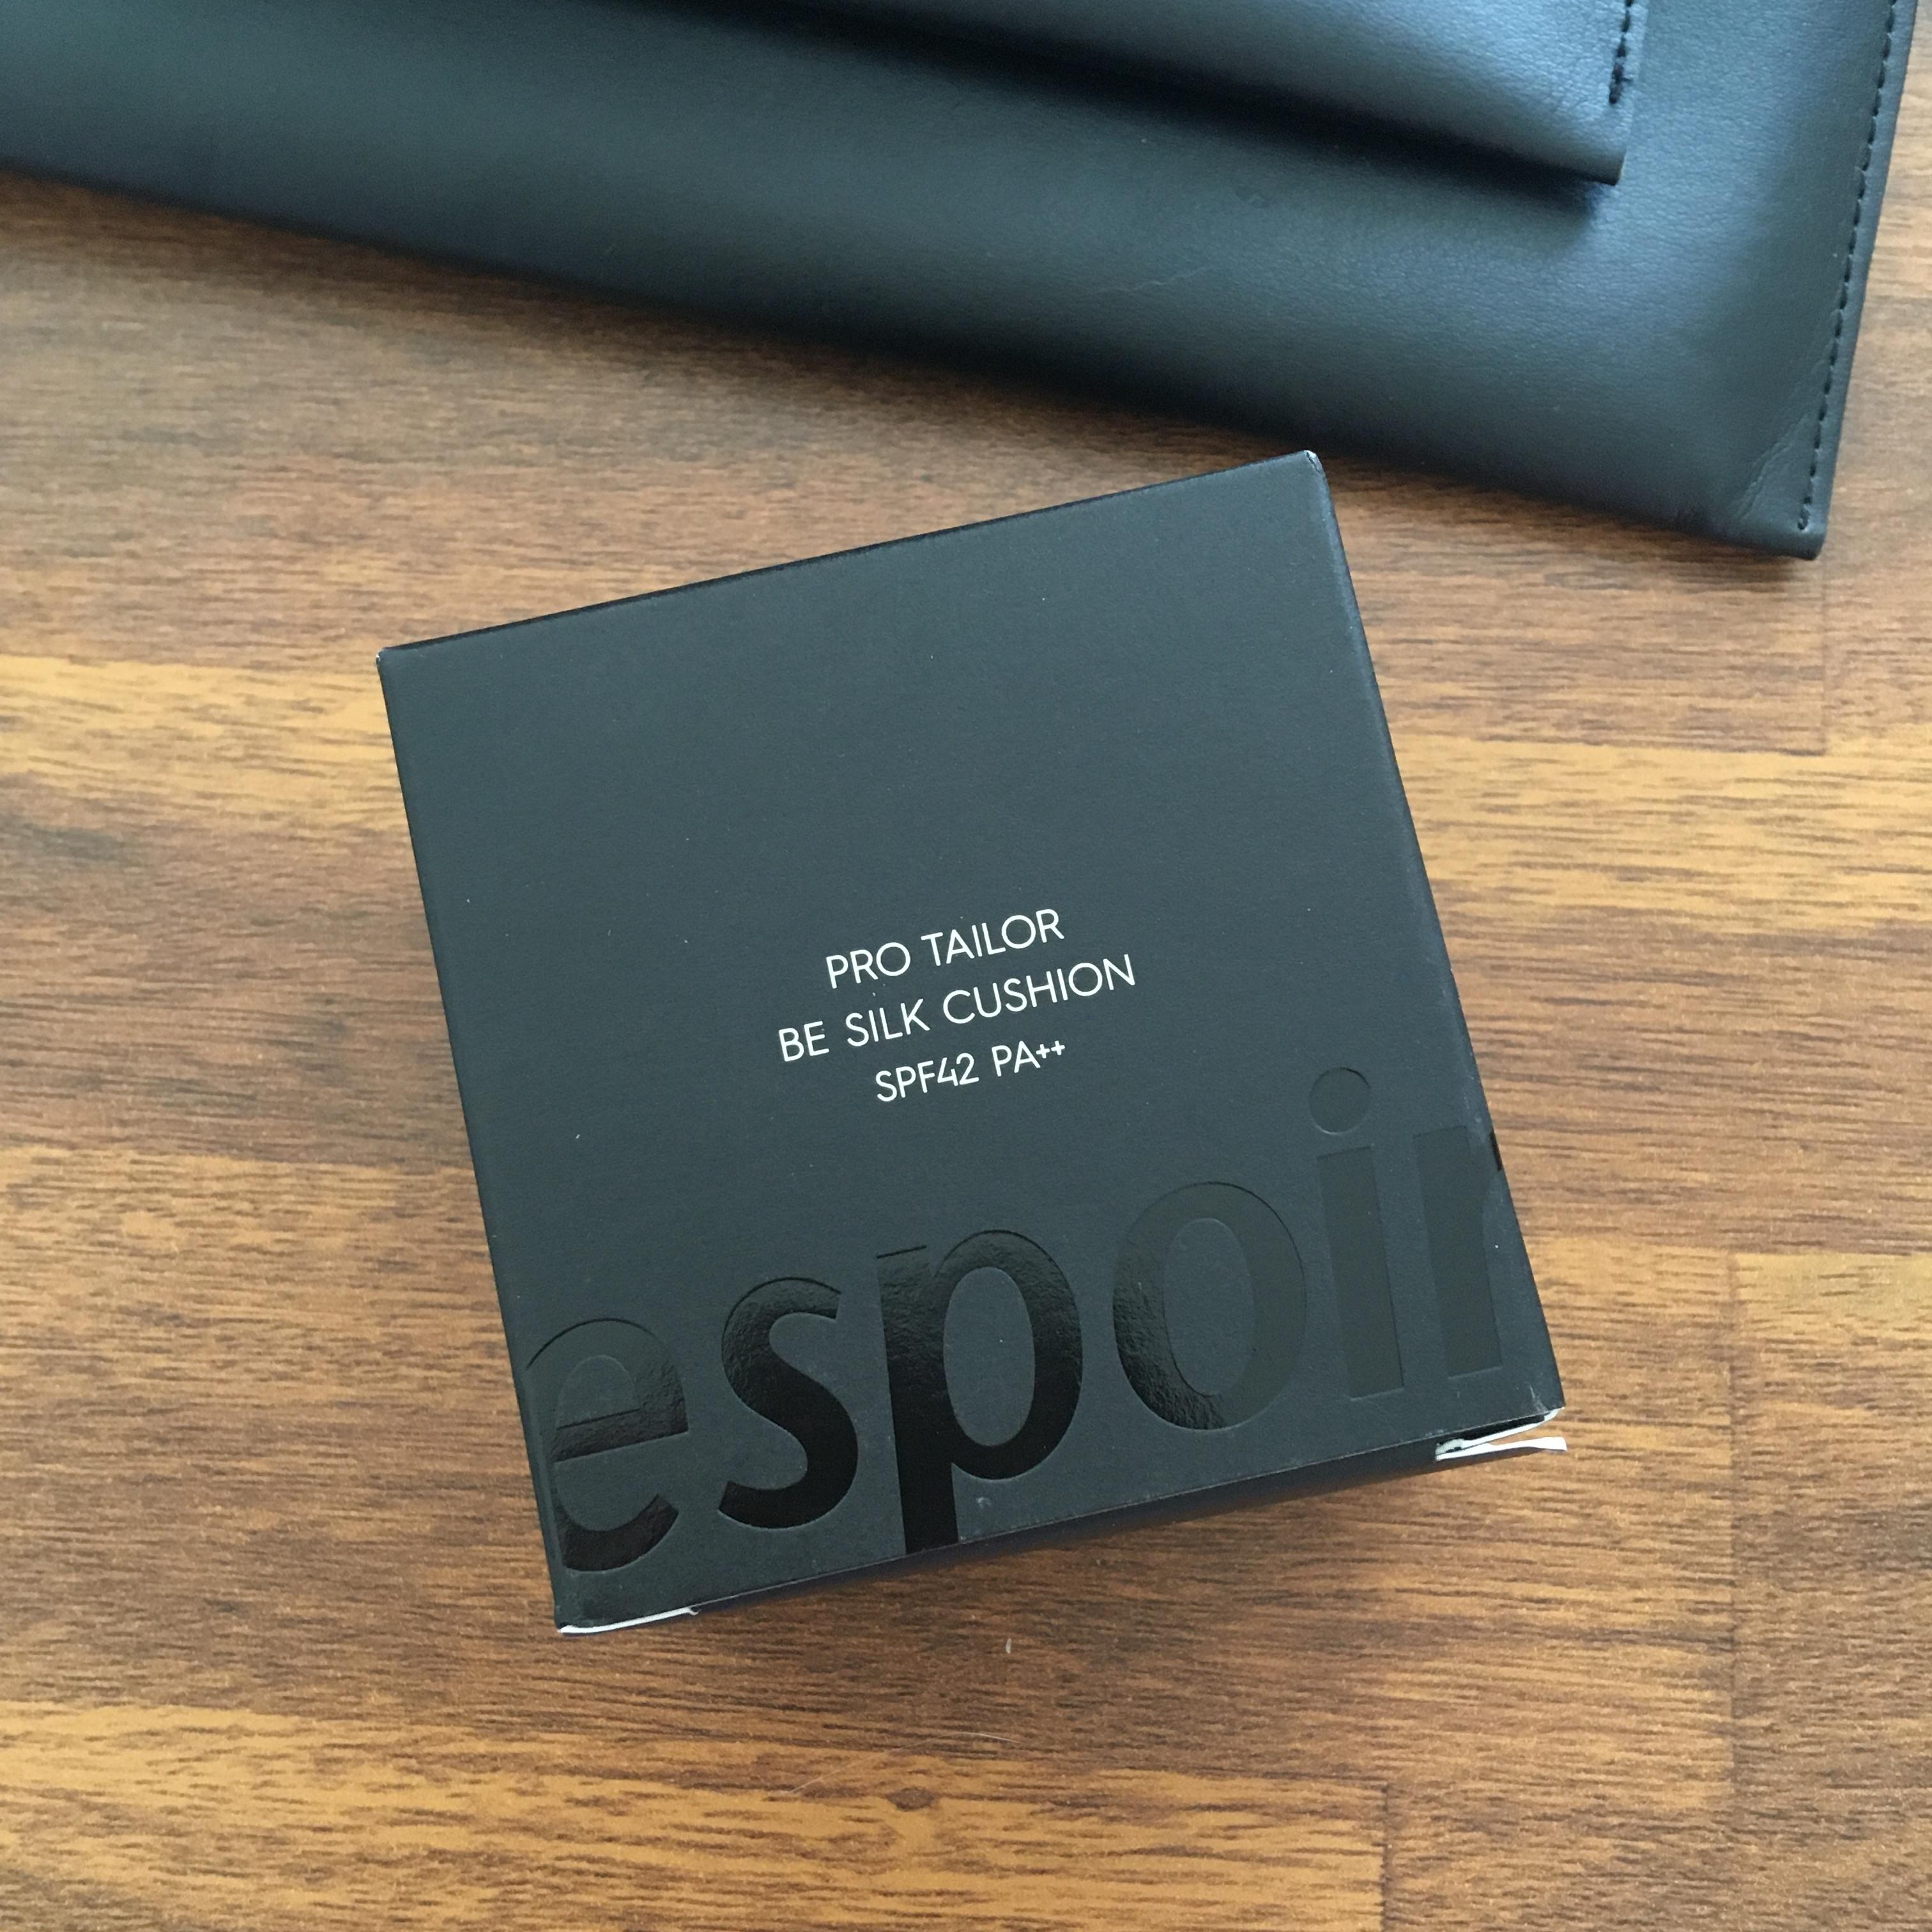 PRO TAILOR
BE SILK CUSHION
SPF42 PA++
espoir